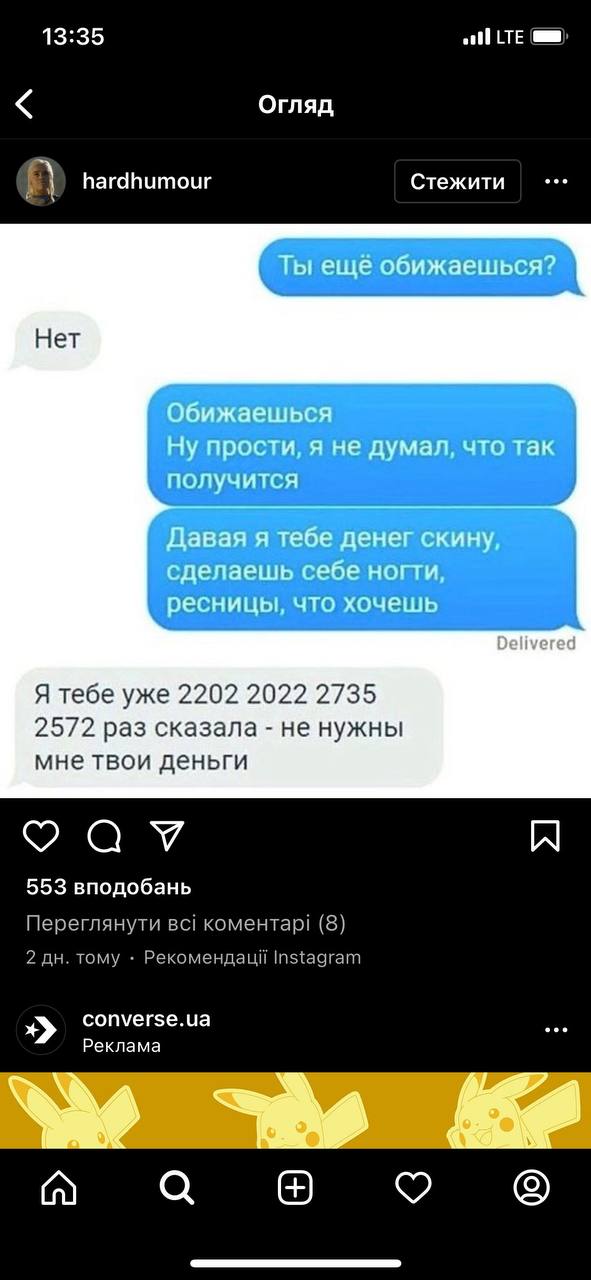 13:35
LTE
Огляд
hardhumour
Стежити
Ты ещё обижаешься?
Нет
Обижаешься
Ну прости, я не думал, что так
получится
Давай я тебе денег скину,
сделаешь себе ногти,
ресницы, что хочешь
Delivered
Я тебе уже 2202 2022 2735
2572 раз сказала - не нужны
мне твои деньги
553 вподобань
Переглянути всі коментарі (8)
2 дн. тому • Рекомендації Instagram
converse.ua
Реклама